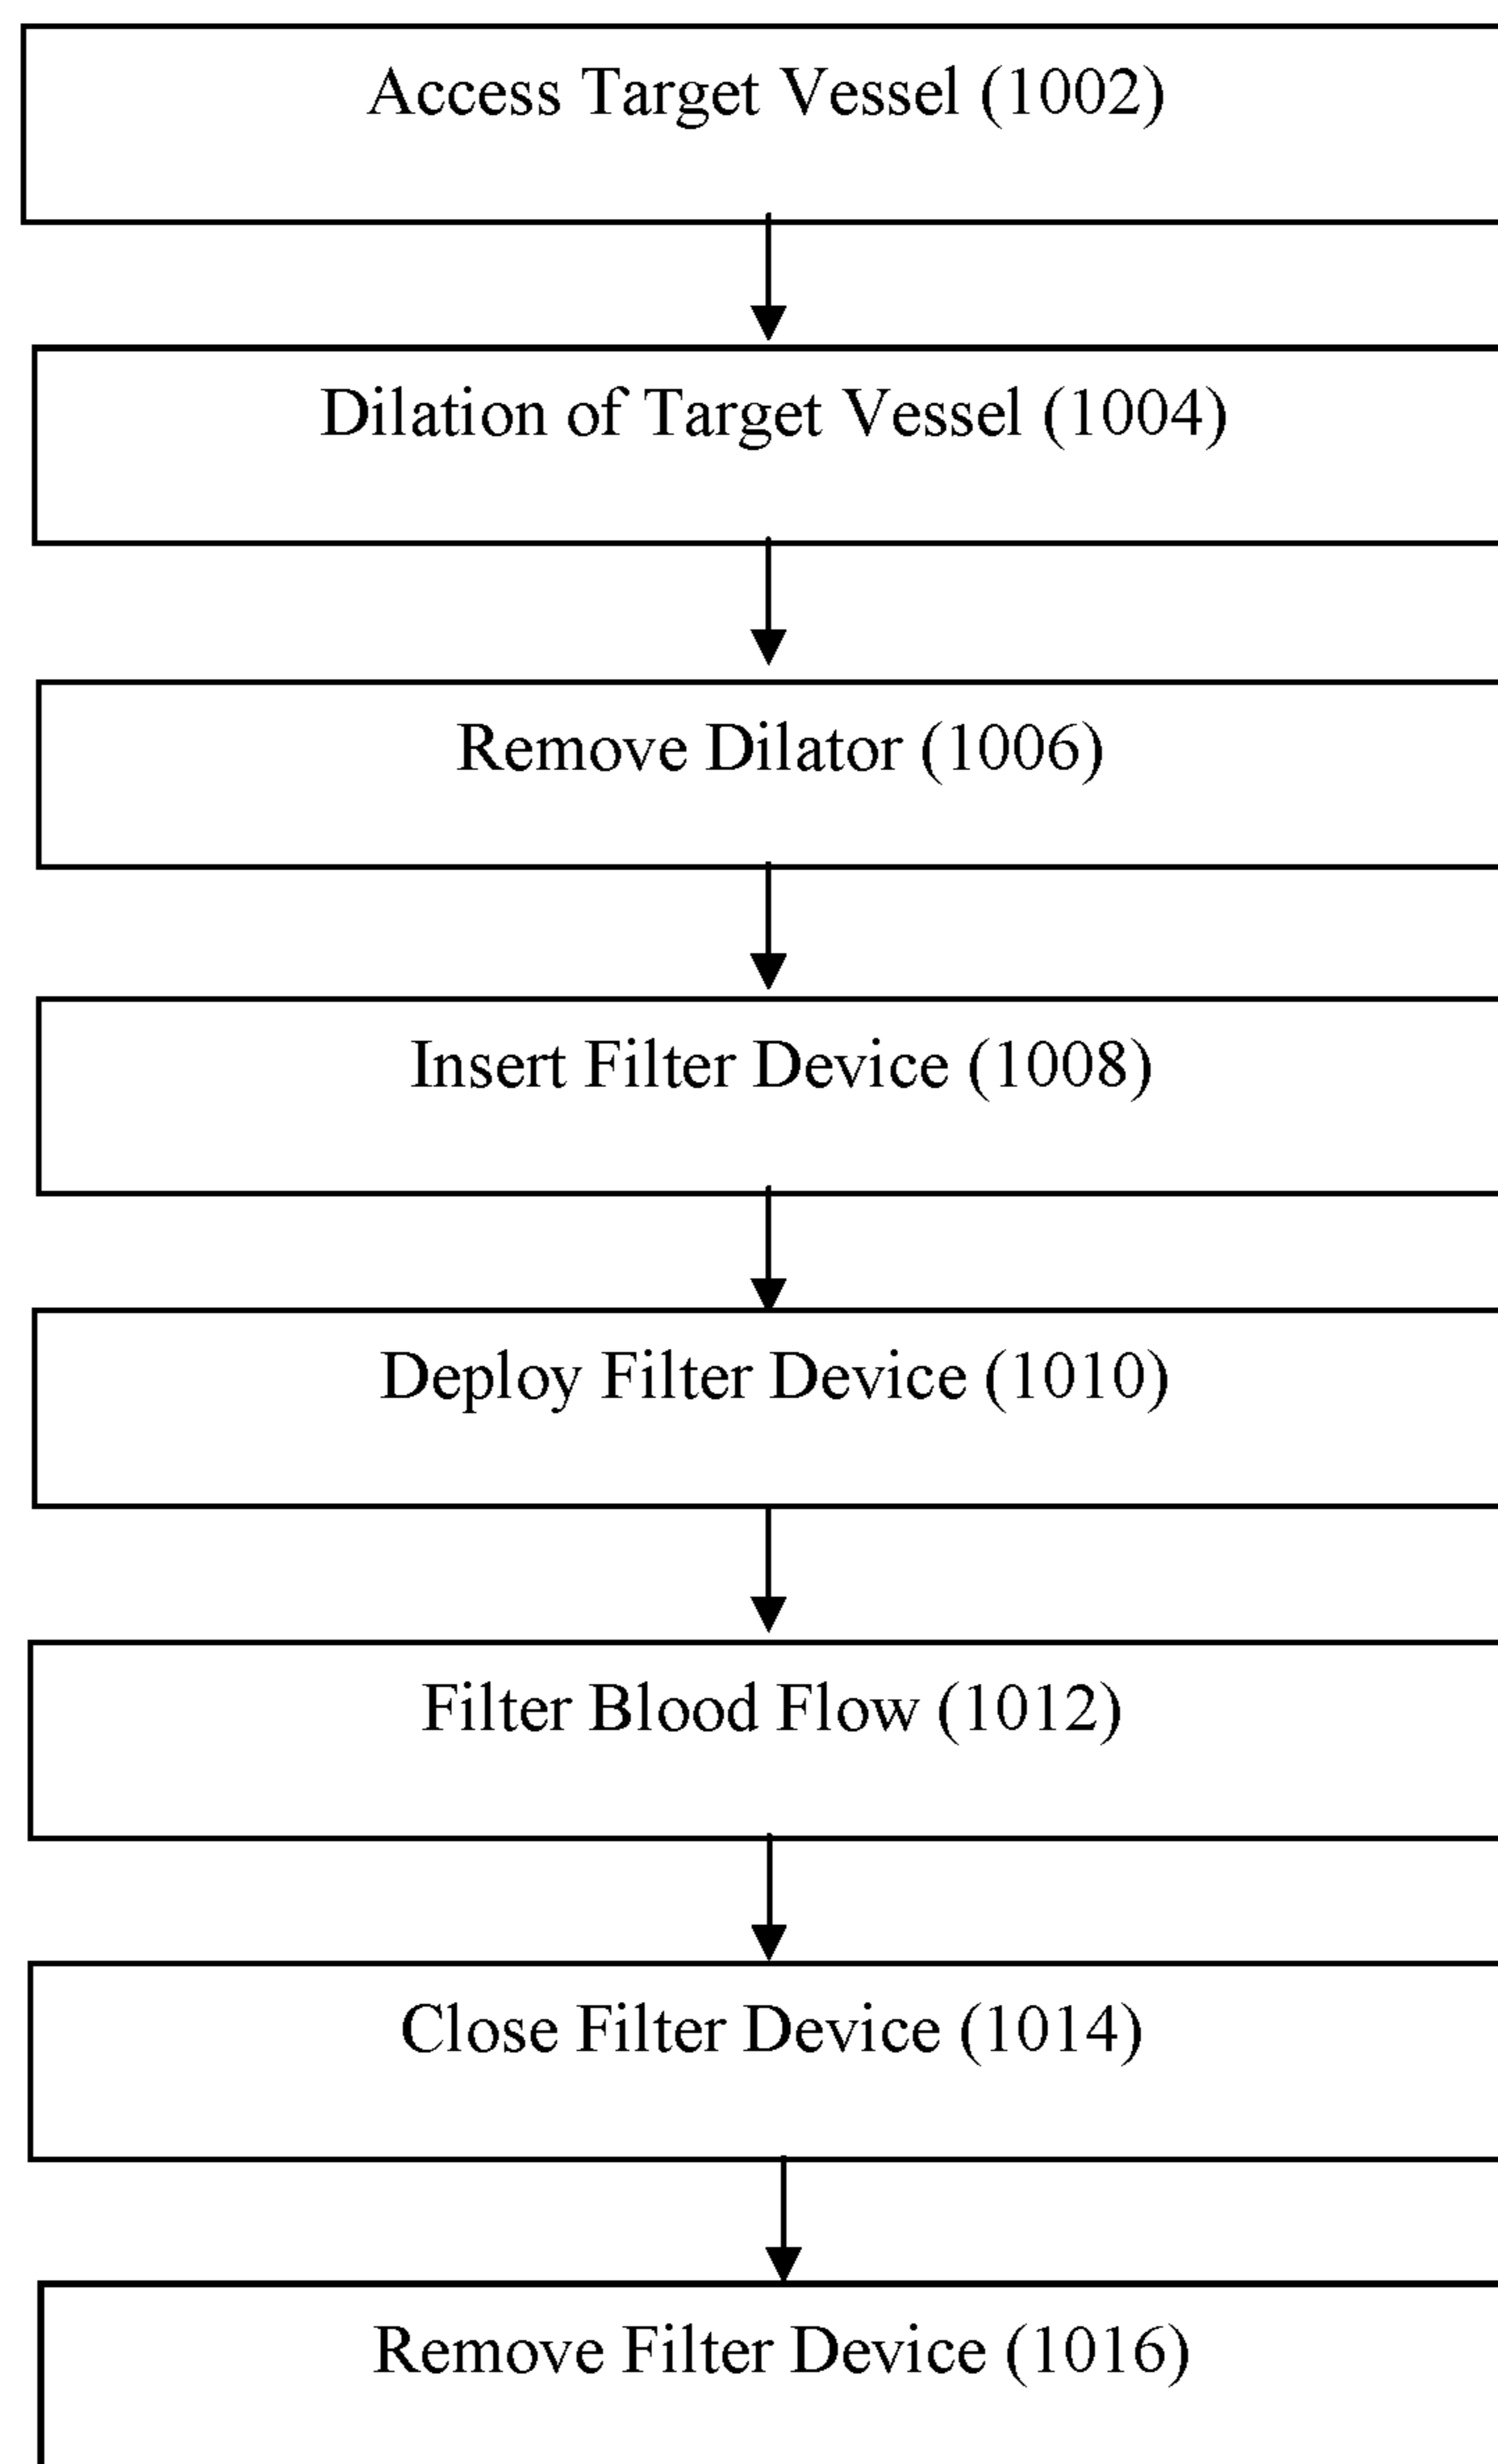 Access Target Vessel (1002)
Dilation of Target Vessel (1004)
Remove Dilator (1006)
Insert Filter Device (1008)
Deploy Filter Device (1010)
Filter Blood Flow (1012)
Close Filter Device (1014)
Remove Filter Device (1016)